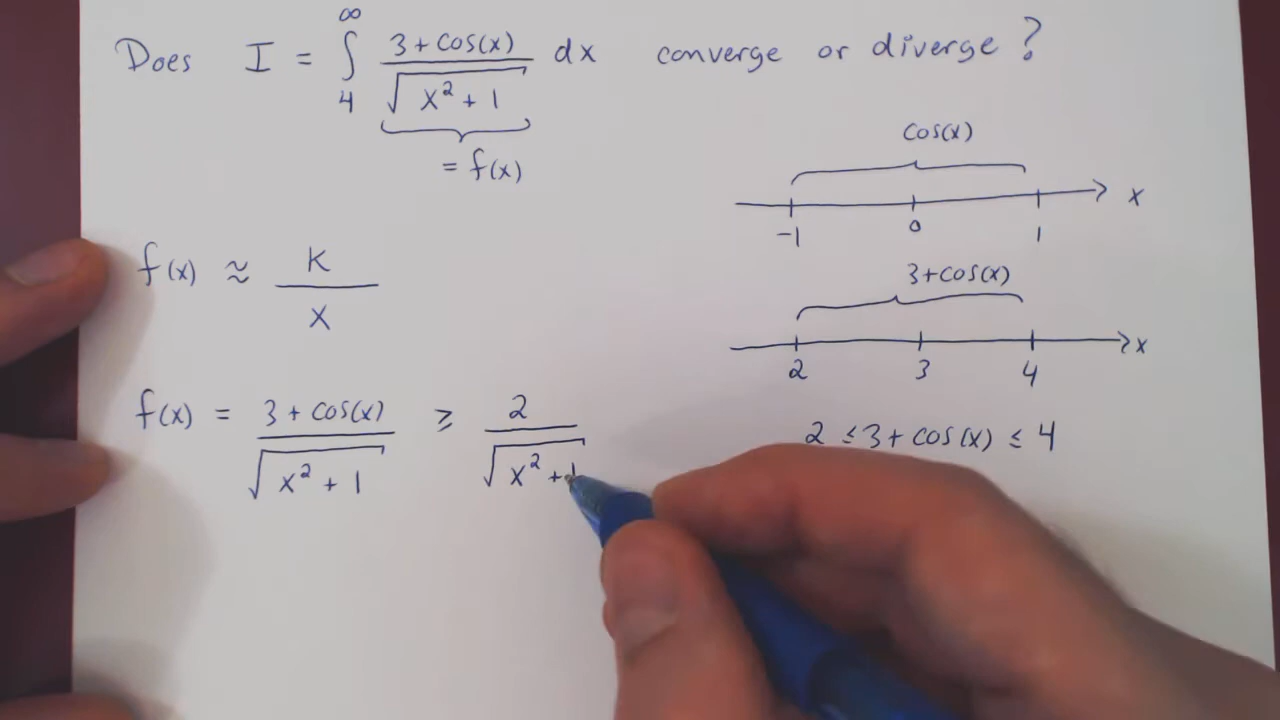 Does I = ∫₄^∞ (3 + cos(x)) / √(x² + 1) dx converge or diverge ?
= f(x)
cos(x)
-1 0 1 x
f(x) ≈ K / x
3+cos(x)
2 3 4 x
f(x) = (3 + cos(x)) / √(x² + 1) ≥ 2 / √(x² + 1
2 ≤ 3 + cos(x) ≤ 4